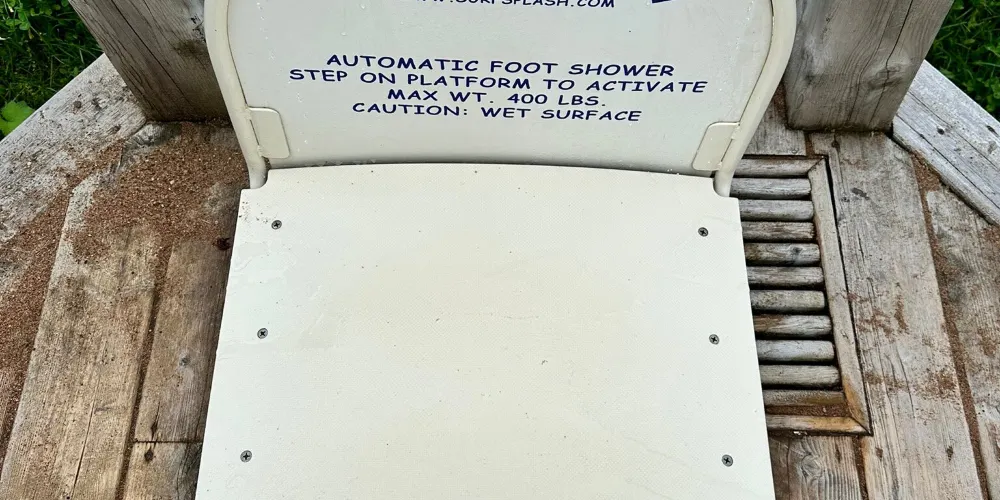 AUTOMATIC FOOT SHOWER
STEP ON PLATFORM TO ACTIVATE
MAX WT. 400 LBS.
CAUTION: WET SURFACE